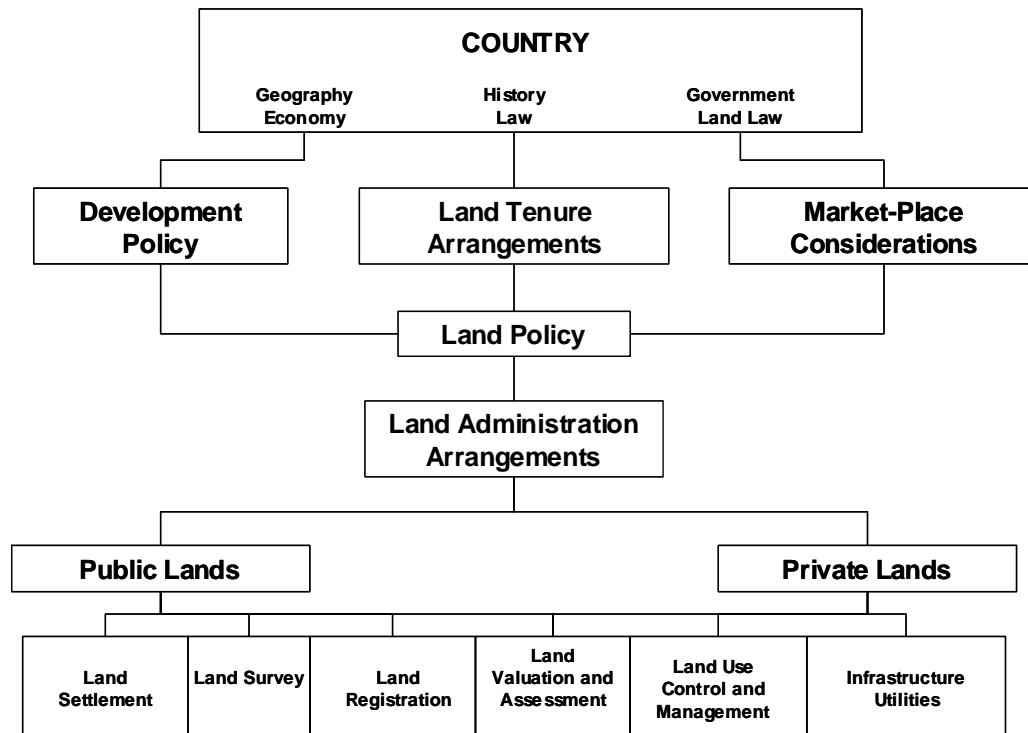 COUNTRY
Geography
Economy
History
Law
Government
Land Law
Development
Policy
Land Tenure
Arrangements
Market-Place
Considerations
Land Policy
Land Administration
Arrangements
Public Lands
Private Lands
Land
Settlement
Land Survey
Land
Registration
Land
Valuation and
Assessment
Land Use
Control and
Management
Infrastructure
Utilities